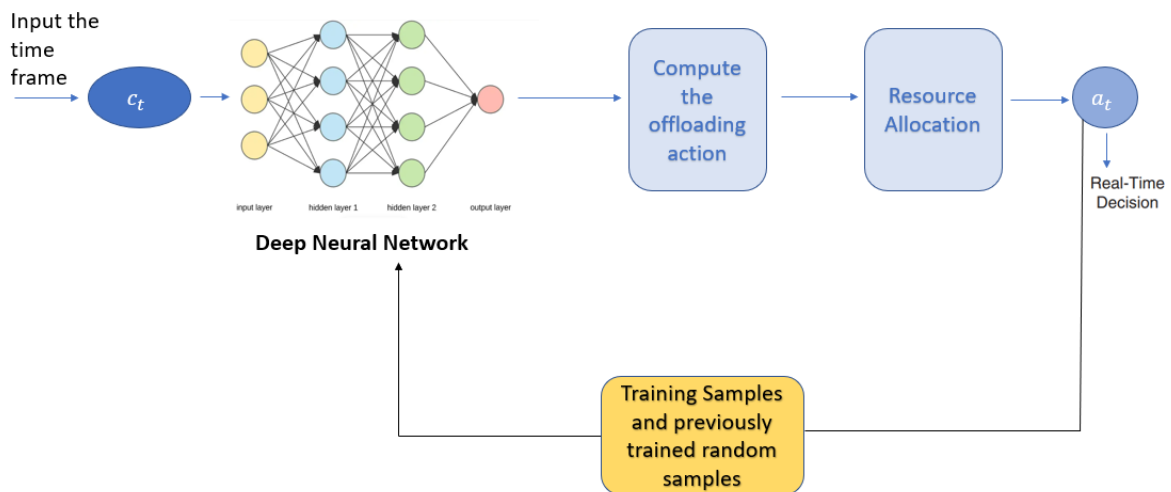 Input the
time
frame
c_t
input layer
hidden layer 1
hidden layer 2
output layer
Deep Neural Network
Compute
the
offloading
action
Resource
Allocation
a_t
Real-Time
Decision
Training Samples
and previously
trained random
samples